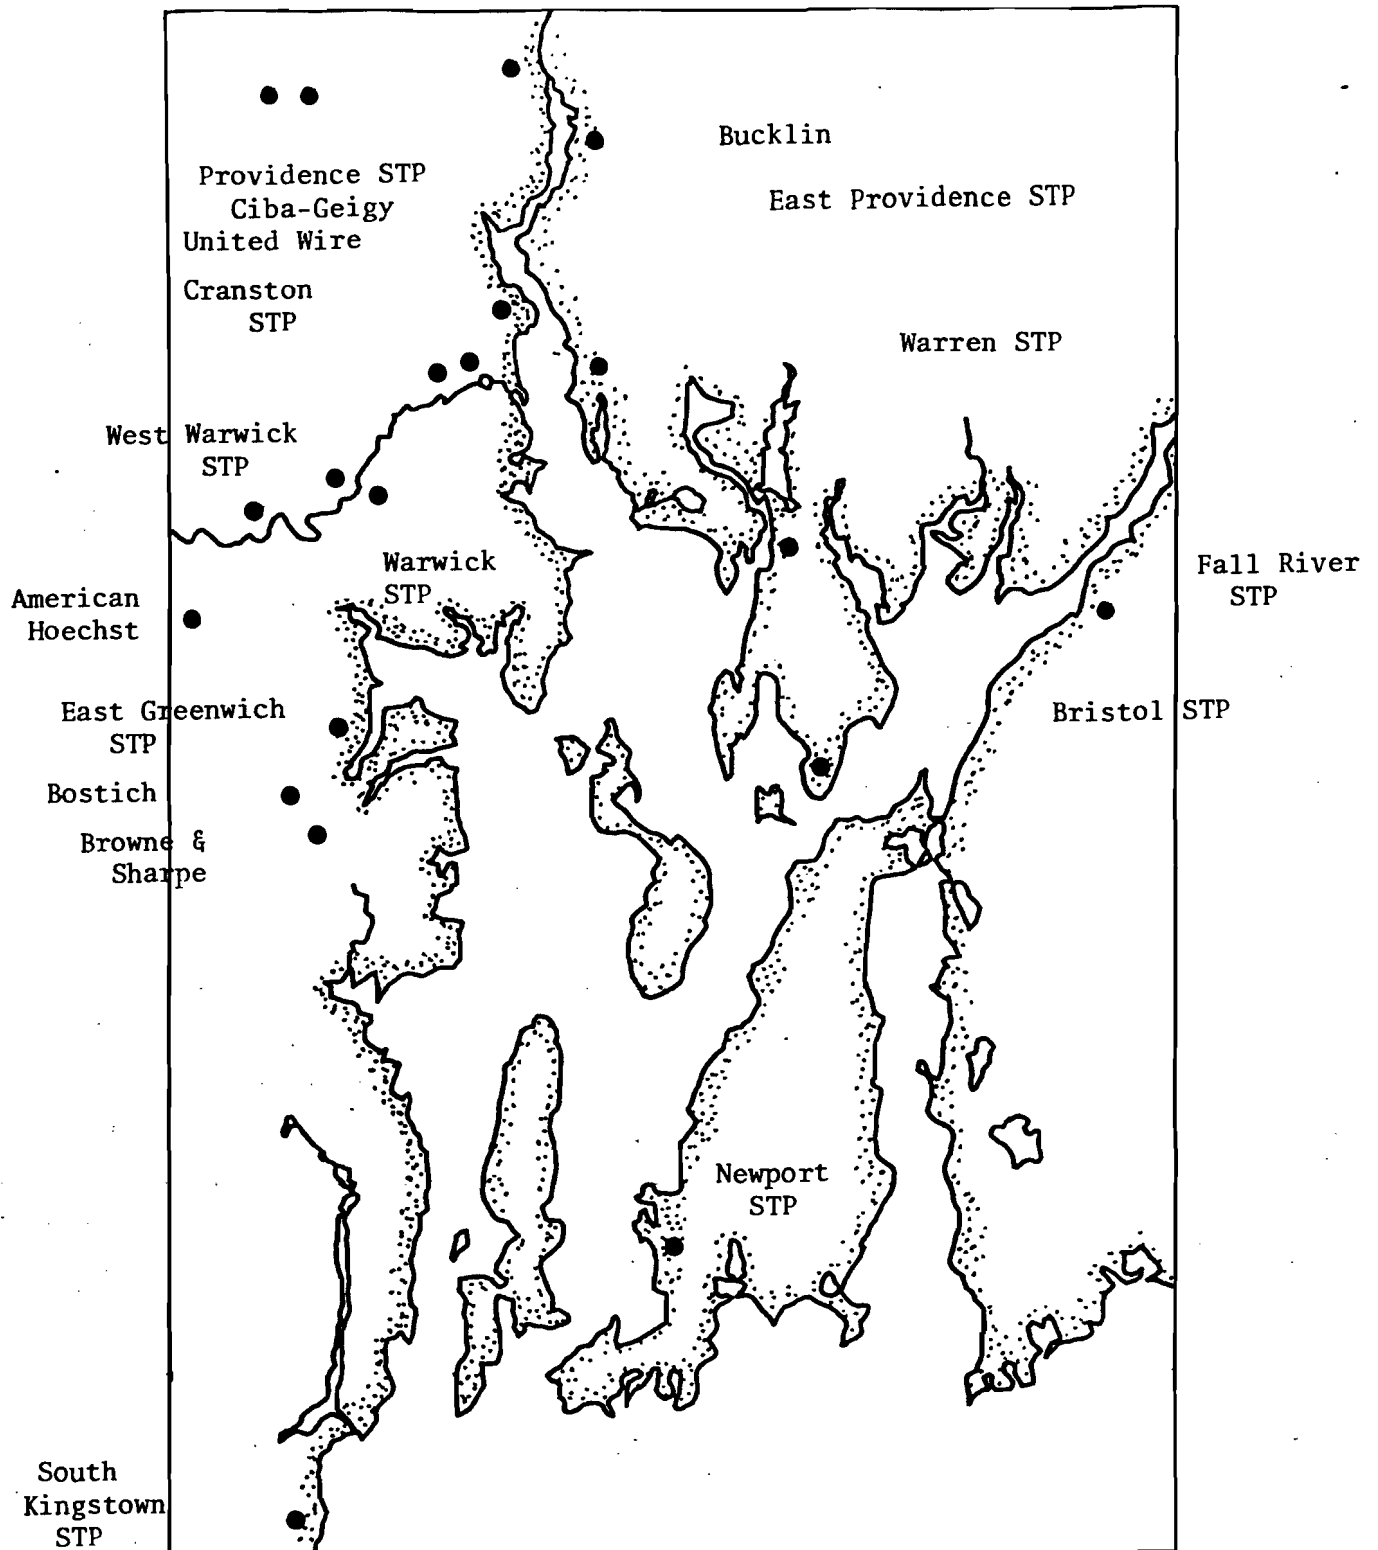 Bucklin
Providence STP
East Providence STP
Ciba-Geigy
United Wire
Cranston
STP
Warren STP
West Warwick
STP
Warwick
STP
Fall River
STP
American
Hoechst
East Greenwich
STP
Bristol STP
Bostich
Browne &
Sharpe
Newport
STP
South
Kingstown
STP